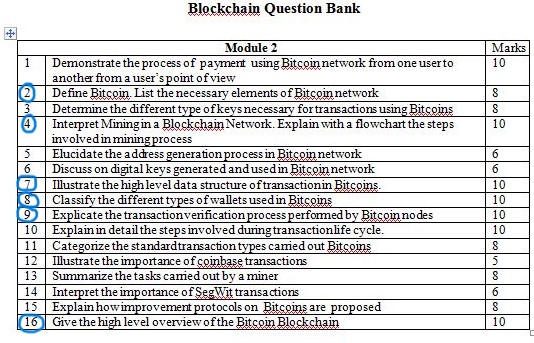 Blockchain Question Bank
Module 2 Marks
1 Demonstrate the process of payment using Bitcoin network from one user to 10
another from a user's point of view
2 Define Bitcoin. List the necessary elements of Bitcoin network 8
3 Determine the different type of keys necessary for transactions using Bitcoins 8
4 Interpret Mining in a Blockchain Network. Explain with a flowchart the steps 10
involved in mining process
5 Elucidate the address generation process in Bitcoin network 6
6 Discuss on digital keys generated and used in Bitcoin network 6
7 Illustrate the high level data structure of transaction in Bitcoins. 10
8 Classify the different types of wallets used in Bitcoins 10
9 Explicate the transaction verification process performed by Bitcoin nodes 10
10 Explain in detail the steps involved during transaction life cycle. 10
11 Categorize the standard transaction types carried out Bitcoins 8
12 Illustrate the importance of coinbase transactions 5
13 Summarize the tasks carried out by a miner 8
14 Interpret the importance of SegWit transactions 6
15 Explain how improvement protocols on Bitcoins are proposed 8
16 Give the high level overview of the Bitcoin Blockchain 10